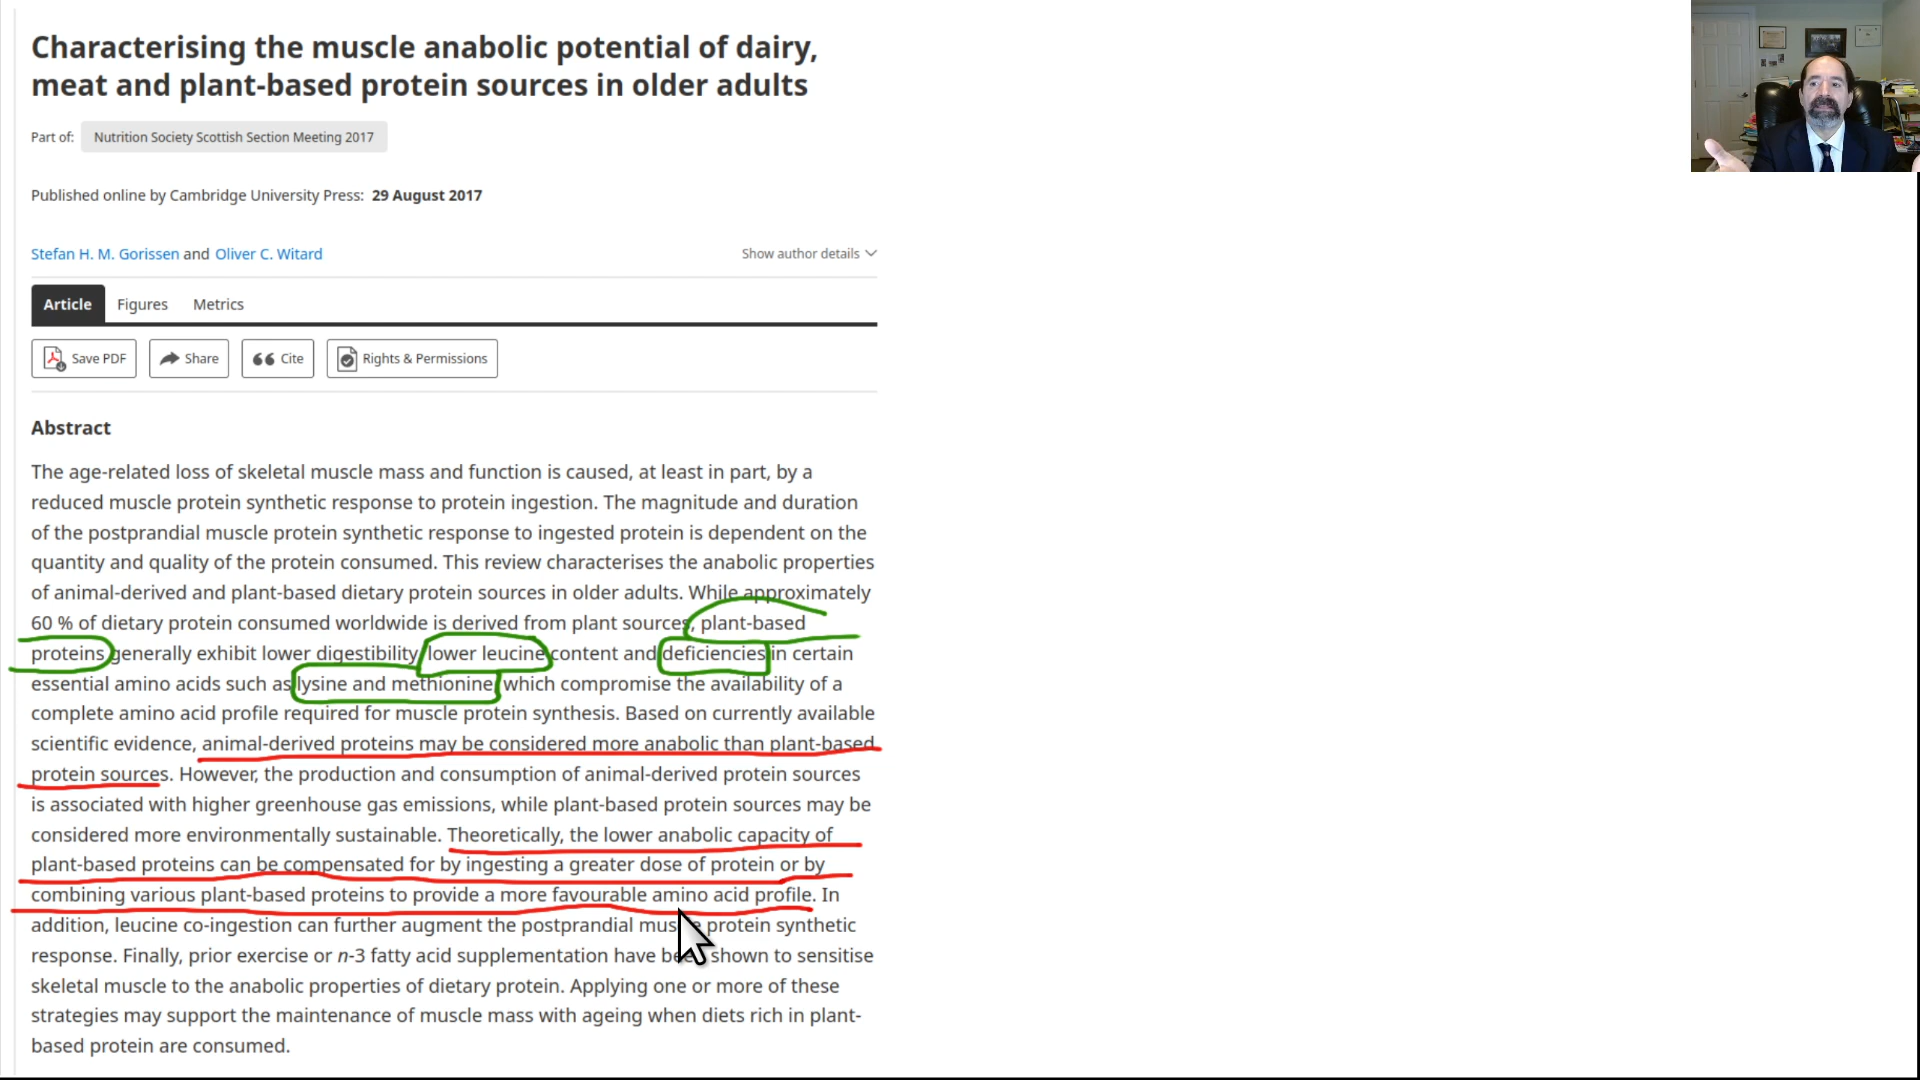 Characterising the muscle anabolic potential of dairy,
meat and plant-based protein sources in older adults
Part of: Nutrition Society Scottish Section Meeting 2017
Published online by Cambridge University Press: 29 August 2017
Stefan H. M. Gorissen and Oliver C. Witard Show author details
Article Figures Metrics
Save PDF Share Cite Rights & Permissions
Abstract
The age-related loss of skeletal muscle mass and function is caused, at least in part, by a
reduced muscle protein synthetic response to protein ingestion. The magnitude and duration
of the postprandial muscle protein synthetic response to ingested protein is dependent on the
quantity and quality of the protein consumed. This review characterises the anabolic properties
of animal-derived and plant-based dietary protein sources in older adults. While approximately
60 % of dietary protein consumed worldwide is derived from plant sources, plant-based
proteins generally exhibit lower digestibility, lower leucine content and deficiencies in certain
essential amino acids such as lysine and methionine, which compromise the availability of a
complete amino acid profile required for muscle protein synthesis. Based on currently available
scientific evidence, animal-derived proteins may be considered more anabolic than plant-based
protein sources. However, the production and consumption of animal-derived protein sources
is associated with higher greenhouse gas emissions, while plant-based protein sources may be
considered more environmentally sustainable. Theoretically, the lower anabolic capacity of
plant-based proteins can be compensated for by ingesting a greater dose of protein or by
combining various plant-based proteins to provide a more favourable amino acid profile. In
addition, leucine co-ingestion can further augment the postprandial muscle protein synthetic
response. Finally, prior exercise or n-3 fatty acid supplementation have been shown to sensitise
skeletal muscle to the anabolic properties of dietary protein. Applying one or more of these
strategies may support the maintenance of muscle mass with ageing when diets rich in plant-
based protein are consumed.